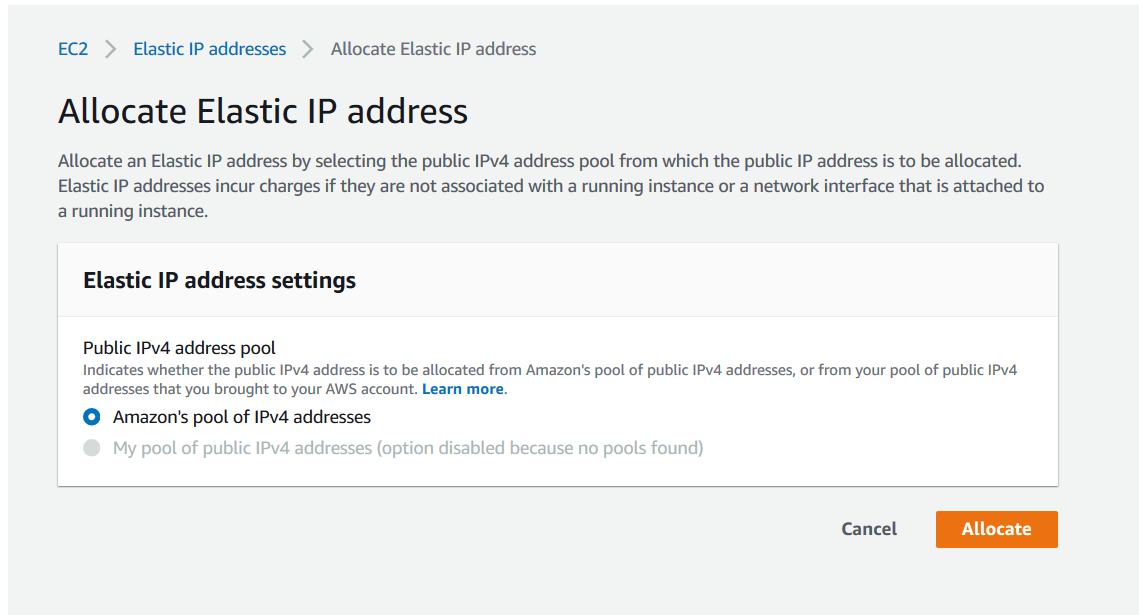 EC2 > Elastic IP addresses > Allocate Elastic IP address
Allocate Elastic IP address
Allocate an Elastic IP address by selecting the public IPv4 address pool from which the public IP address is to be allocated.
Elastic IP addresses incur charges if they are not associated with a running instance or a network interface that is attached to
a running instance.
Elastic IP address settings
Public IPv4 address pool
Indicates whether the public IPv4 address is to be allocated from Amazon's pool of public IPv4 addresses, or from your pool of public IPv4
addresses that you brought to your AWS account. Learn more.
Amazon's pool of IPv4 addresses
My pool of public IPv4 addresses (option disabled because no pools found)
Cancel Allocate